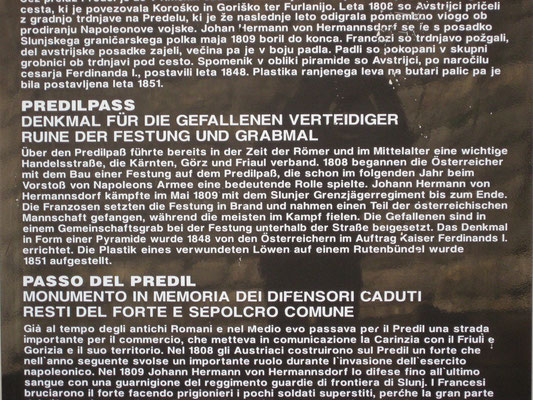 cesta, ki je povezovala Koroško in Goriško ter Furlanijo. Leta 1808 so Avstrijci pričeli
z gradnjo trdnjave na Predelu, ki je že naslednje leto odigrala pomembno vlogo ob
prodiranju Napoleonove vojske. Johan Hermann von Hermannsdorf se je s posadko
Slunjskega graničarskega polka maja 1809 boril do konca. Francozi so trdnjavo požgali,
del avstrijske posadke zajeli, večina pa je v boju padla. Padli so pokopani v skupni
grobnici ob trdnjavi pod cesto. Spomenik v obliki piramide so Avstrijci, po naročilu
cesarja Ferdinanda I., postavili leta 1848. Plastika ranjenega leva na butari palic pa je
bila postavljena leta 1851.
PREDILPASS
DENKMAL FÜR DIE GEFALLENEN VERTEIDIGER
RUINE DER FESTUNG UND GRABMAL
Über den Predilpaß führte bereits in der Zeit der Römer und im Mittelalter eine wichtige
Handelsstraße, die Kärnten, Görz und Friaul verband. 1808 begannen die Österreicher
mit dem Bau einer Festung auf dem Predilpaß, die schon im folgenden Jahr beim
Vorstoß von Napoleons Armee eine bedeutende Rolle spielte. Johann Hermann von
Hermannsdorf kämpfte im Mai 1809 mit dem Slunjer Grenzjägerregiment bis zum Ende.
Die Franzosen setzten die Festung in Brand und nahmen einen Teil der österreichischen
Mannschaft gefangen, während die meisten im Kampf fielen. Die Gefallenen sind in
einem Gemeinschaftsgrab bei der Festung unterhalb der Straße beigesetzt. Das Denkmal
in Form einer Pyramide wurde 1848 von den Österreichern im Auftrag Kaiser Ferdinands I.
errichtet. Die Plastik eines verwundeten Löwen auf einem Rutenbündel wurde
1851 aufgestellt.
PASSO DEL PREDIL
MONUMENTO IN MEMORIA DEI DIFENSORI CADUTI
RESTI DEL FORTE E SEPOLCRO COMUNE
Già al tempo degli antichi Romani e nel Medio evo passava per il Predil una strada
importante per il commercio, che metteva in comunicazione la Carinzia con il Friuli e
Gorizia e il suo territorio. Nel 1808 gli Austriaci costruirono sul Predil un forte che
nell`anno seguente svolse un importante ruolo durante l`invasione dell`esercito
napoleonico. Nel 1809 Johann Hermann von Hermannsdorf lo difese fino all`ultimo
sangue con una guarnigione del reggimento guardie di frontiera di Slunj. I Francesi
bruciarono il forte facendo prigionieri i pochi soldati superstiti, perćhe la gran parte